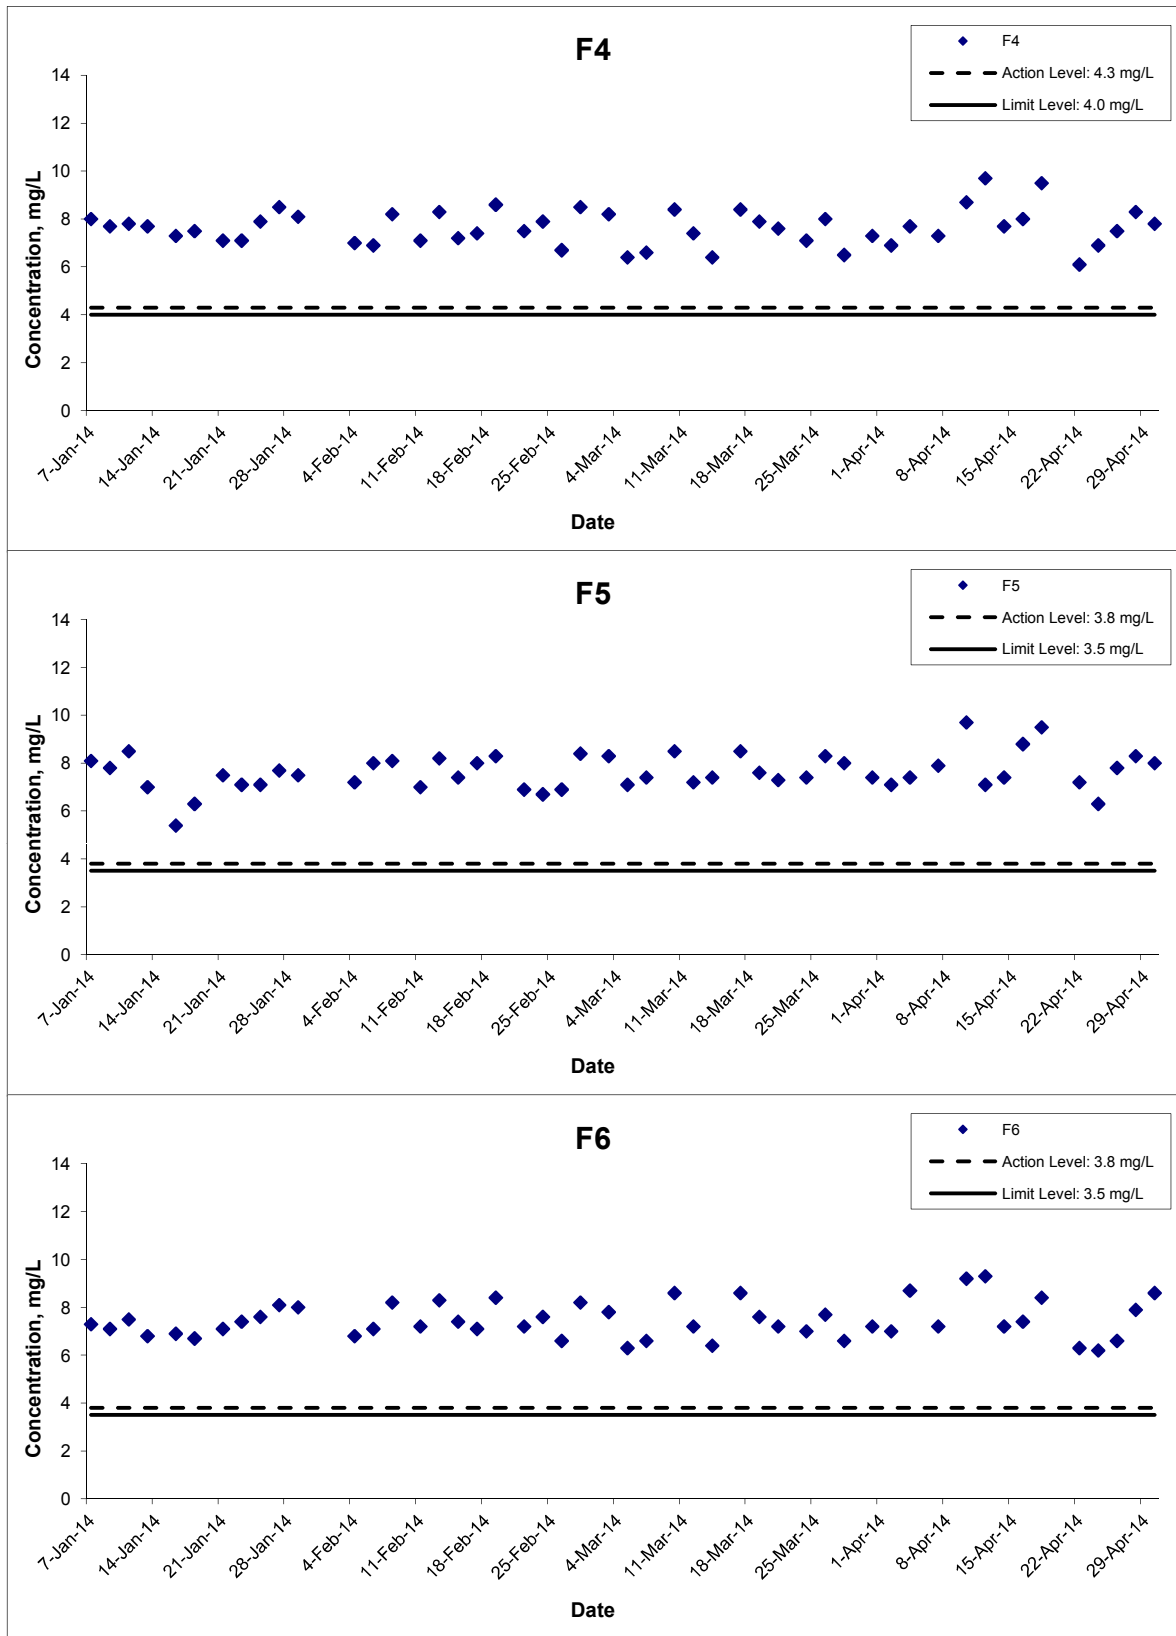 F4
F4
Action Level: 4.3 mg/L
Limit Level: 4.0 mg/L
Concentration, mg/L
14
12
10
8
6
4
2
0
7-Jan-14
14-Jan-14
21-Jan-14
28-Jan-14
4-Feb-14
11-Feb-14
18-Feb-14
25-Feb-14
4-Mar-14
11-Mar-14
18-Mar-14
25-Mar-14
1-Apr-14
8-Apr-14
15-Apr-14
22-Apr-14
29-Apr-14
Date
F5
F5
Action Level: 3.8 mg/L
Limit Level: 3.5 mg/L
Concentration, mg/L
14
12
10
8
6
4
2
0
7-Jan-14
14-Jan-14
21-Jan-14
28-Jan-14
4-Feb-14
11-Feb-14
18-Feb-14
25-Feb-14
4-Mar-14
11-Mar-14
18-Mar-14
25-Mar-14
1-Apr-14
8-Apr-14
15-Apr-14
22-Apr-14
29-Apr-14
Date
F6
F6
Action Level: 3.8 mg/L
Limit Level: 3.5 mg/L
Concentration, mg/L
14
12
10
8
6
4
2
0
7-Jan-14
14-Jan-14
21-Jan-14
28-Jan-14
4-Feb-14
11-Feb-14
18-Feb-14
25-Feb-14
4-Mar-14
11-Mar-14
18-Mar-14
25-Mar-14
1-Apr-14
8-Apr-14
15-Apr-14
22-Apr-14
29-Apr-14
Date